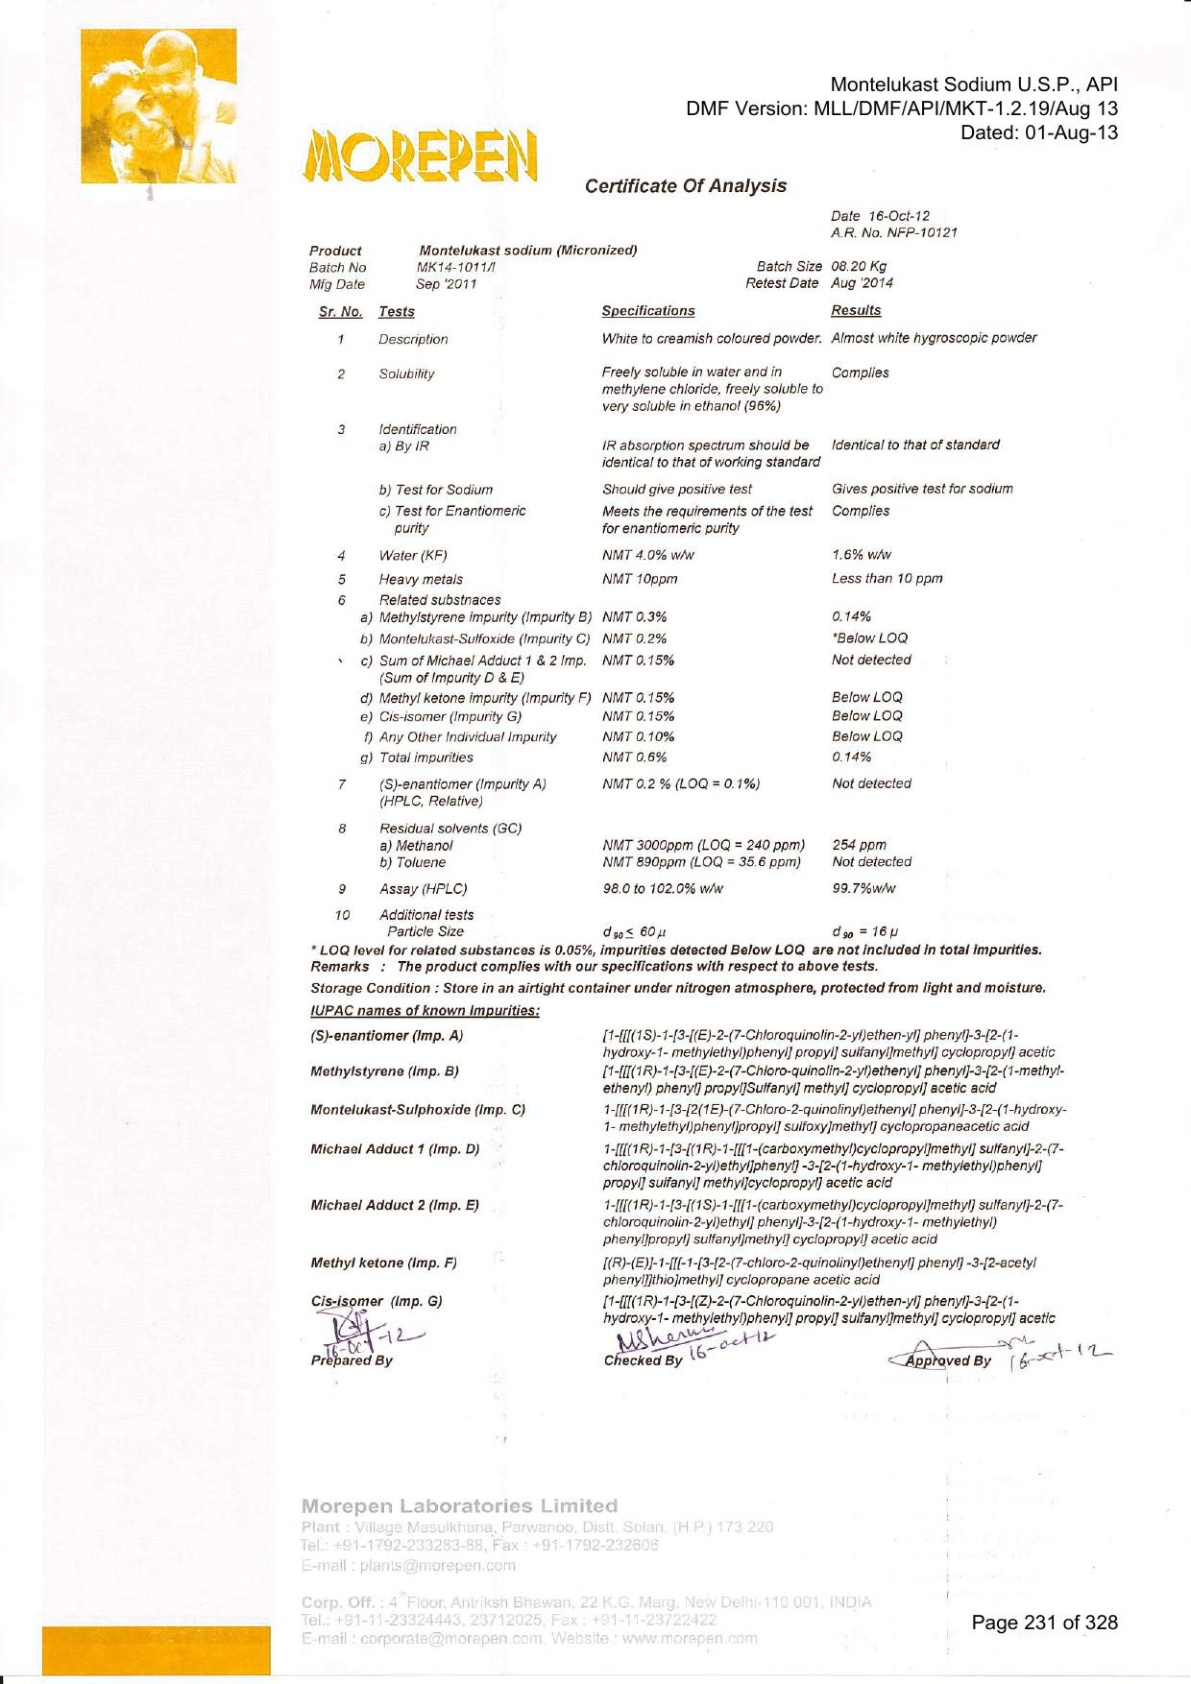 Montelukast Sodium U.S.P., API
DMF Version: MLL/DMF/API/MKT-1.2.19/Aug 13
Dated: 01-Aug-13
MOREPEN
Certificate Of Analysis
Date 16-Oct-12
A.R. No. NFP-10121
Product Montelukast sodium (Micronized)
Batch No MK14-1011/I Batch Size 08.20 Kg
Mfg Date Sep '2011 Retest Date Aug '2014
Sr. No. Tests Specifications Results
1 Description White to creamish coloured powder. Almost white hygroscopic powder
2 Solubility Freely soluble in water and in Complies
methylene chloride, freely soluble to
very soluble in ethanol (96%)
3 Identification
a) By IR IR absorption spectrum should be Identical to that of standard
identical to that of working standard
b) Test for Sodium Should give positive test Gives positive test for sodium
c) Test for Enantiomeric Meets the requirements of the test Complies
purity for enantiomeric purity
4 Water (KF) NMT 4.0% w/w 1.6% w/w
5 Heavy metals NMT 10ppm Less than 10 ppm
6 Related substnaces
a) Methylstyrene impurity (Impurity B) NMT 0.3% 0.14%
b) Montelukast-Sulfoxide (Impurity C) NMT 0.2% *Below LOQ
c) Sum of Michael Adduct 1 & 2 Imp. NMT 0.15% Not detected
(Sum of Impurity D & E)
d) Methyl ketone impurity (Impurity F) NMT 0.15% Below LOQ
e) Cis-isomer (Impurity G) NMT 0.15% Below LOQ
f) Any Other Individual Impurity NMT 0.10% Below LOQ
g) Total impurities NMT 0.6% 0.14%
7 (S)-enantiomer (Impurity A) NMT 0.2 % (LOQ = 0.1%) Not detected
(HPLC, Relative)
8 Residual solvents (GC)
a) Methanol NMT 3000ppm (LOQ = 240 ppm) 254 ppm
b) Toluene NMT 890ppm (LOQ = 35.6 ppm) Not detected
9 Assay (HPLC) 98.0 to 102.0% w/w 99.7%w/w
10 Additional tests
Particle Size d 90 ≤ 60 µ d 90 = 16 µ
* LOQ level for related substances is 0.05%, impurities detected Below LOQ are not included in total impurities.
Remarks : The product complies with our specifications with respect to above tests.
Storage Condition : Store in an airtight container under nitrogen atmosphere, protected from light and moisture.
IUPAC names of known Impurities:
(S)-enantiomer (Imp. A) [1-[[[(1S)-1-[3-[(E)-2-(7-Chloroquinolin-2-yl)ethen-yl] phenyl]-3-[2-(1-
hydroxy-1- methylethyl)phenyl] propyl] sulfanyl]methyl] cyclopropyl] acetic
Methylstyrene (Imp. B) [1-[[[(1R)-1-[3-[(E)-2-(7-Chloro-quinolin-2-yl)ethenyl] phenyl]-3-[2-(1-methyl-
ethenyl) phenyl] propyl]Sulfanyl] methyl] cyclopropyl] acetic acid
Montelukast-Sulphoxide (Imp. C) 1-[[[(1R)-1-[3-[2(1E)-(7-Chloro-2-quinolinyl)ethenyl] phenyl]-3-[2-(1-hydroxy-
1- methylethyl)phenyl]propyl] sulfoxy]methyl] cyclopropaneacetic acid
Michael Adduct 1 (Imp. D) 1-[[[(1R)-1-[3-[(1R)-1-[[[1-(carboxymethyl)cyclopropyl]methyl] sulfanyl]-2-(7-
chloroquinolin-2-yl)ethyl]phenyl] -3-[2-(1-hydroxy-1- methylethyl)phenyl]
propyl] sulfanyl] methyl]cyclopropyl] acetic acid
Michael Adduct 2 (Imp. E) 1-[[[(1R)-1-[3-[(1S)-1-[[[1-(carboxymethyl)cyclopropyl]methyl] sulfanyl]-2-(7-
chloroquinolin-2-yl)ethyl] phenyl]-3-[2-(1-hydroxy-1- methylethyl)
phenyl]propyl] sulfanyl]methyl] cyclopropyl] acetic acid
Methyl ketone (Imp. F) [(R)-(E)]-1-[[[-1-[3-[2-(7-chloro-2-quinolinyl)ethenyl] phenyl] -3-[2-acetyl
phenyl]]thio]methyl] cyclopropane acetic acid
Cis-isomer (Imp. G) [1-[[[(1R)-1-[3-[(Z)-2-(7-Chloroquinolin-2-yl)ethen-yl] phenyl]-3-[2-(1-
hydroxy-1- methylethyl)phenyl] propyl] sulfanyl]methyl] cyclopropyl] acetic
16-oct-12 16-oct-12 16-oct-12
Prepared By Checked By Approved By
Morepen Laboratories Limited
Plant : Village Masulkhana, Parwanoo, Distt. Solan. (H.P.) 173 220
Tel.: +91-1792-233283-88, Fax : +91-1792-232606
E-mail : plants@morepen.com
Corp. Off. : 4 Floor, Antriksh Bhawan, 22 K.G. Marg, New Delhi-110 001, INDIA
Tel.: +91-11-23324443, 23712025, Fax : +91-11-23722422
E-mail : corporate@morepen.com, Website : www.morepen.com
Page 231 of 328